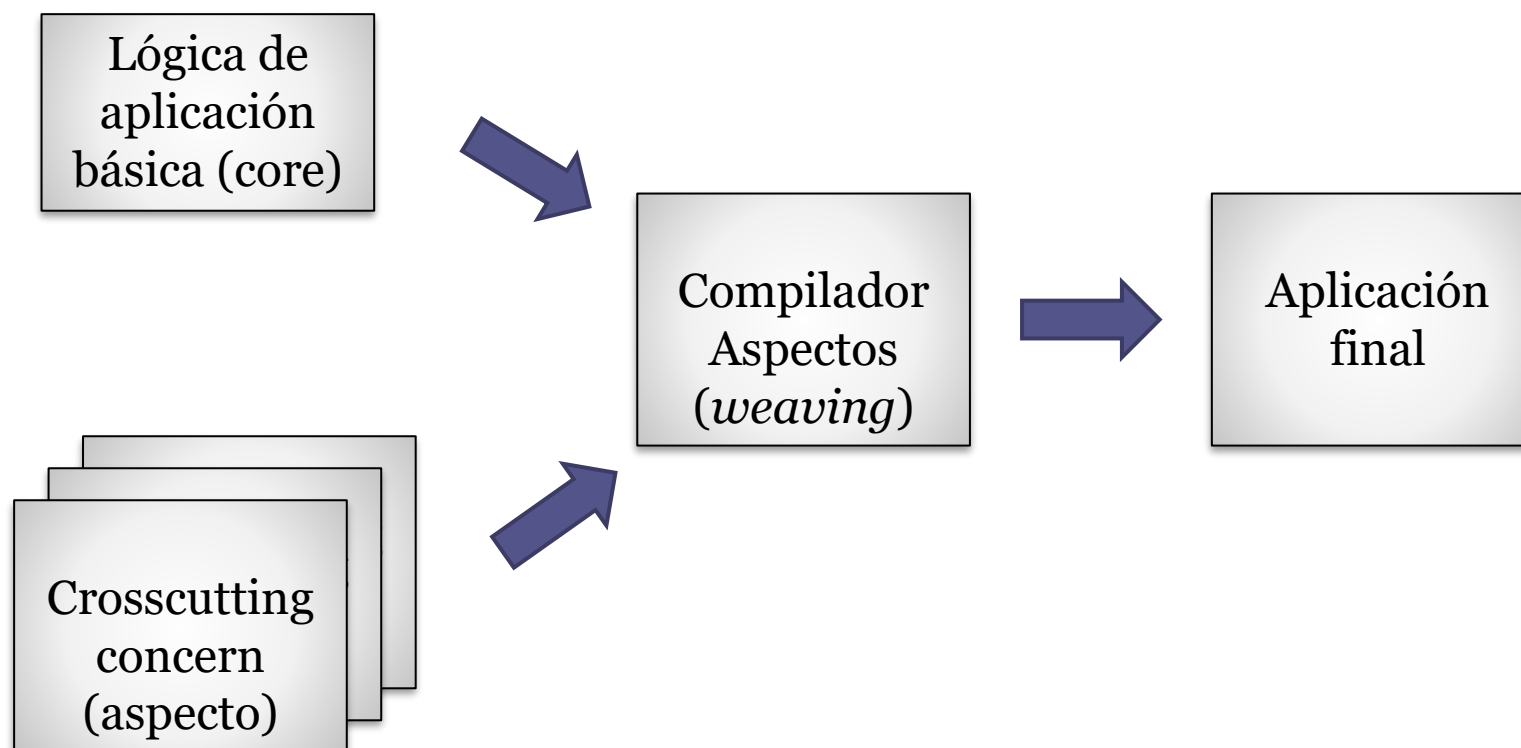 Lógica de
aplicación
básica (core)
Compilador
Aspectos
(weaving)
Aplicación
final
Crosscutting
concern
(aspecto)